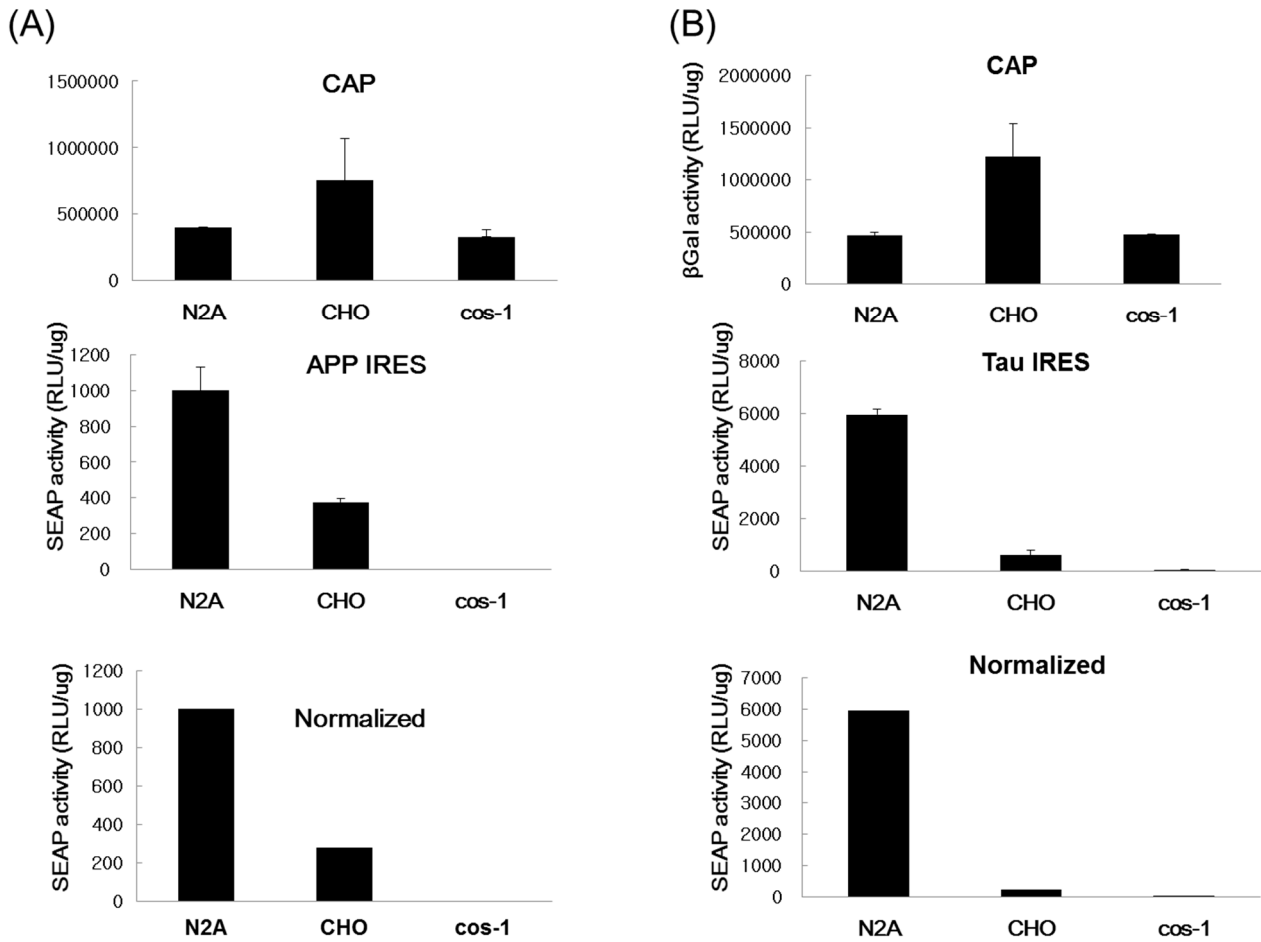 (A)
CAP
1500000
1000000
500000
0
N2A CHO cos-1
SEAP activity (RLU/ug)
APP IRES
1200
1000
800
600
400
200
0
N2A CHO cos-1
SEAP activity (RLU/ug)
Normalized
1200
1000
800
600
400
200
0
N2A CHO cos-1
(B)
CAP
βGal activity (RLU/ug)
2000000
1500000
1000000
500000
0
N2A CHO cos-1
Tau IRES
SEAP activity (RLU/ug)
8000
6000
4000
2000
0
N2A CHO cos-1
Normalized
SEAP activity (RLU/ug)
7000
6000
5000
4000
3000
2000
1000
0
N2A CHO cos-1